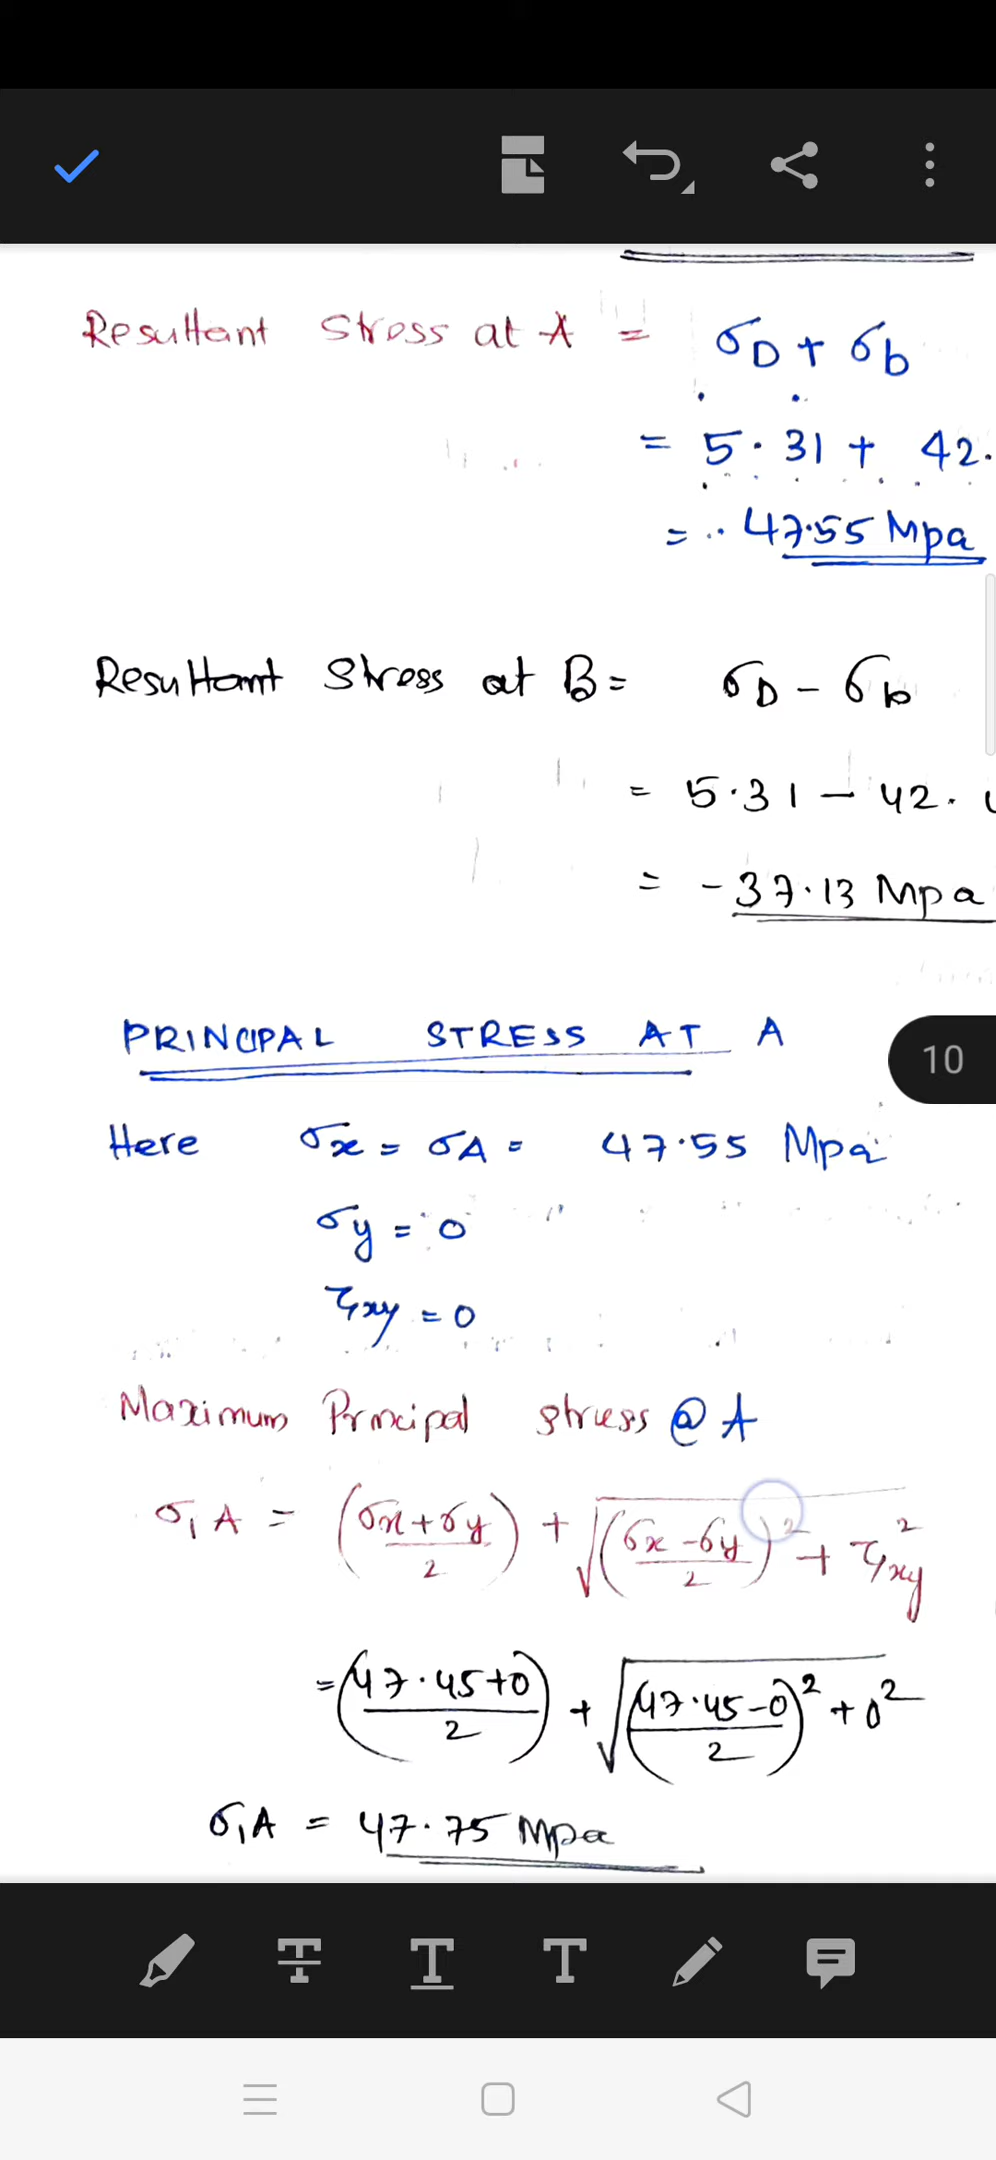 Resultant Stress at A = σD + σb
= 5.31 + 42.
= 47.55 Mpa
Resultant Stress at B = σD - σb
= 5.31 - 42.
= -37.13 Mpa
PRINCIPAL STRESS AT A
10
Here σx = σA = 47.55 Mpa
σy = 0
τxy = 0
Maximum Principal stress @ A
σ1A = (σx+σy/2) + √(σx-σy/2)² + τxy²
= (47.45+0/2) + √(47.45-0/2)² + 0²
σ1A = 47.75 Mpa
T T T